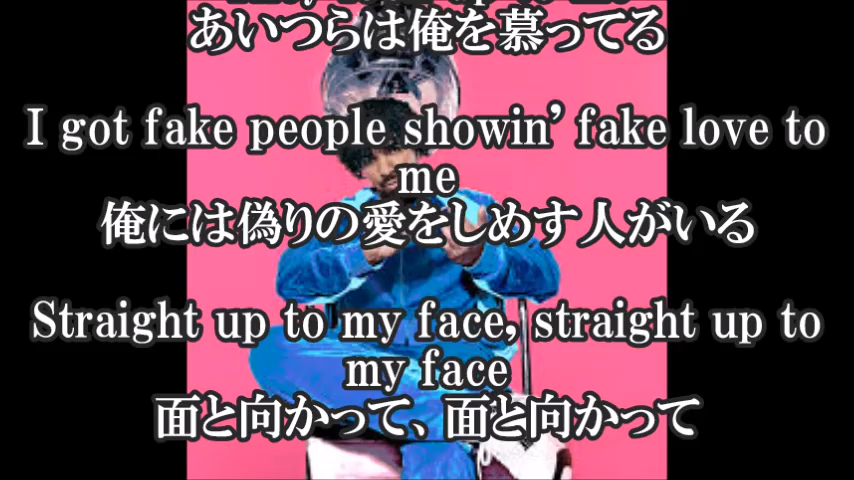 あいつらは俺を慕ってる
I got fake people showin' fake love to
me
俺には偽りの愛をしめす人がいる
Straight up to my face, straight up to
my face
面と向かって、面と向かって